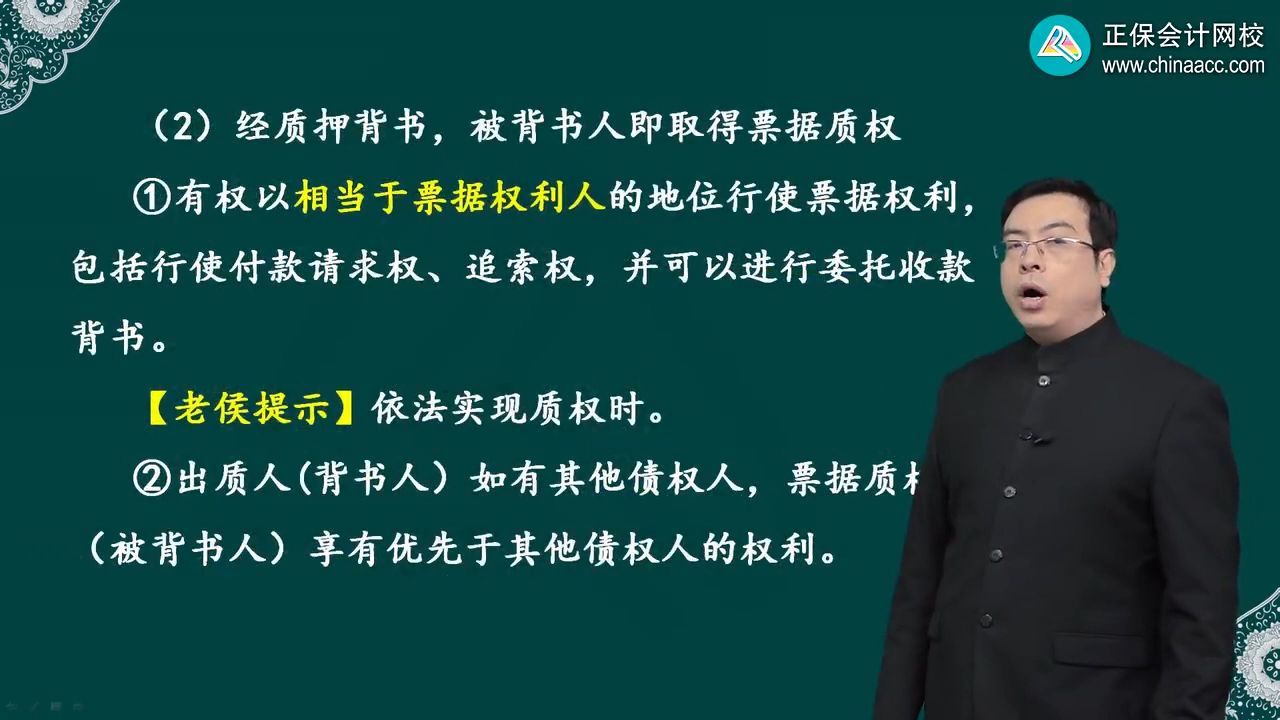 正保会计网校
www.chinaacc.com
（2）经质押背书，被背书人即取得票据质权
①有权以相当于票据权利人的地位行使票据权利，
包括行使付款请求权、追索权，并可以进行委托收款
背书。
【老侯提示】依法实现质权时。
②出质人(背书人）如有其他债权人，票据质
（被背书人）享有优先于其他债权人的权利。